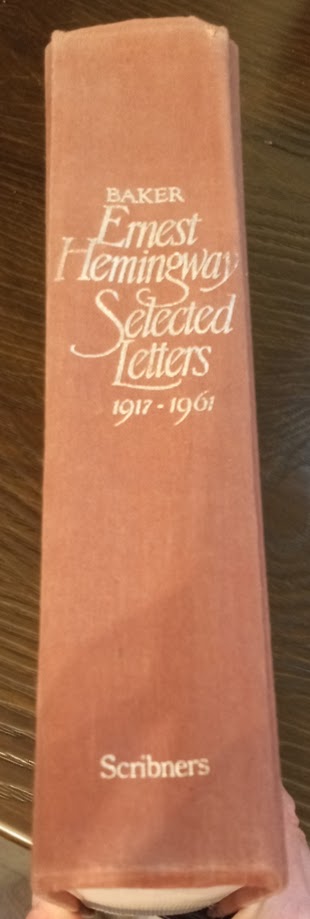 BAKER
Ernest
Hemingway
Selected
Letters
1917-1961
Scribners